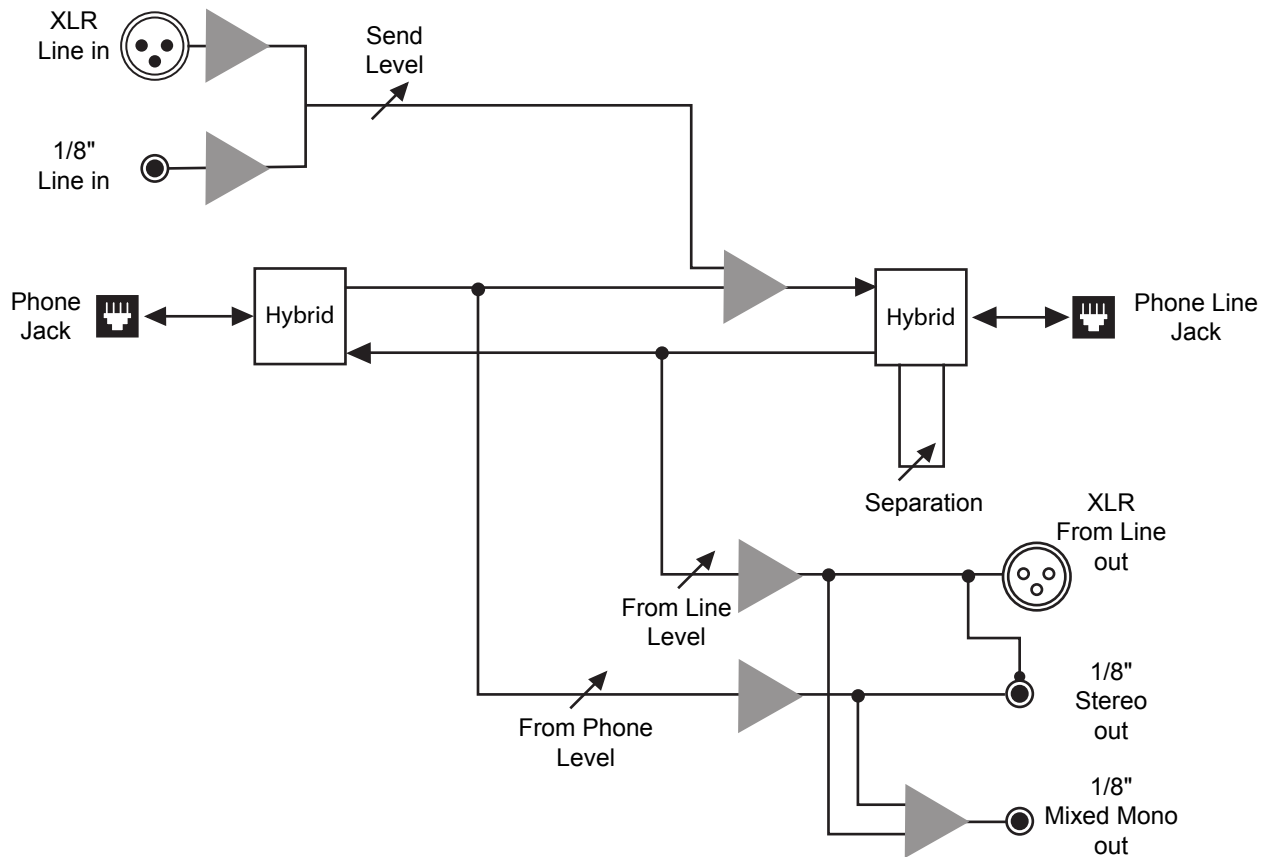 XLR
Line in
Send
Level
1/8"
Line in
Phone
Jack
Hybrid
Hybrid
Phone Line
Jack
Separation
XLR
From Line
out
From Line
Level
1/8"
Stereo
out
From Phone
Level
1/8"
Mixed Mono
out